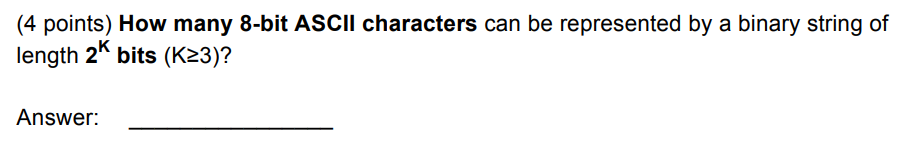 (4 points) How many 8-bit ASCII characters can be represented by a binary string of
length 2^K bits (K≥3)?
Answer: ___________________